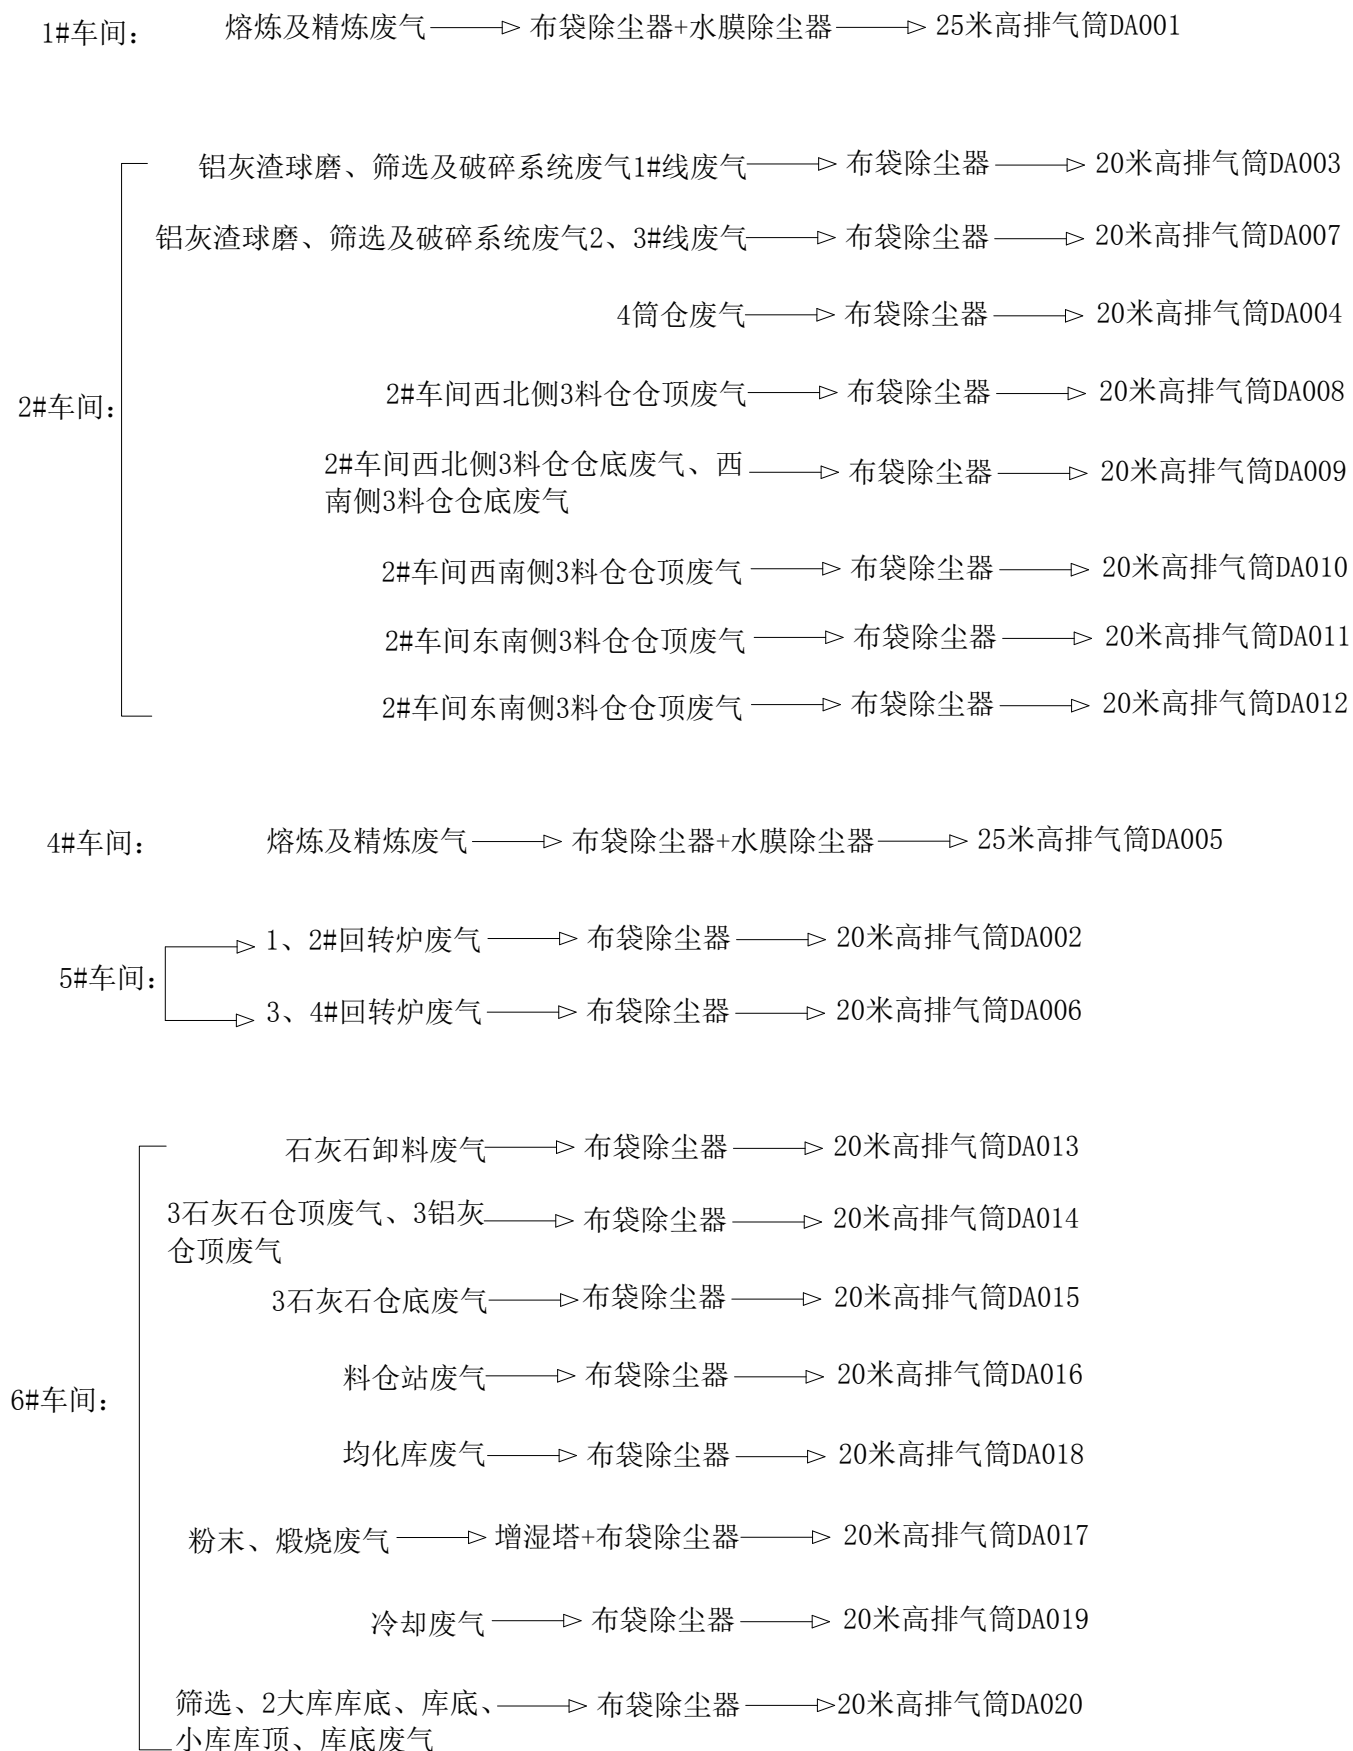 1#车间： 熔炼及精炼废气 布袋除尘器+水膜除尘器 25米高排气筒DA001
铝灰渣球磨、筛选及破碎系统废气1#线废气 布袋除尘器 20米高排气筒DA003
铝灰渣球磨、筛选及破碎系统废气2、3#线废气 布袋除尘器 20米高排气筒DA007
4筒仓废气 布袋除尘器 20米高排气筒DA004
2#车间：
2#车间西北侧3料仓仓顶废气 布袋除尘器 20米高排气筒DA008
2#车间西北侧3料仓仓底废气、西
南侧3料仓仓底废气
布袋除尘器 20米高排气筒DA009
2#车间西南侧3料仓仓顶废气 布袋除尘器 20米高排气筒DA010
2#车间东南侧3料仓仓顶废气 布袋除尘器 20米高排气筒DA011
2#车间东南侧3料仓仓顶废气 布袋除尘器 20米高排气筒DA012
4#车间： 熔炼及精炼废气 布袋除尘器+水膜除尘器 25米高排气筒DA005
5#车间：
1、2#回转炉废气 布袋除尘器 20米高排气筒DA002
3、4#回转炉废气 布袋除尘器 20米高排气筒DA006
石灰石卸料废气 布袋除尘器 20米高排气筒DA013
3石灰石仓顶废气、3铝灰
仓顶废气
布袋除尘器 20米高排气筒DA014
3石灰石仓底废气 布袋除尘器 20米高排气筒DA015
料仓站废气 布袋除尘器 20米高排气筒DA016
6#车间：
均化库废气 布袋除尘器 20米高排气筒DA018
粉末、煅烧废气 增湿塔+布袋除尘器 20米高排气筒DA017
冷却废气 布袋除尘器 20米高排气筒DA019
筛选、2大库库底、库底、
小库库顶、库底废气
布袋除尘器 20米高排气筒DA020